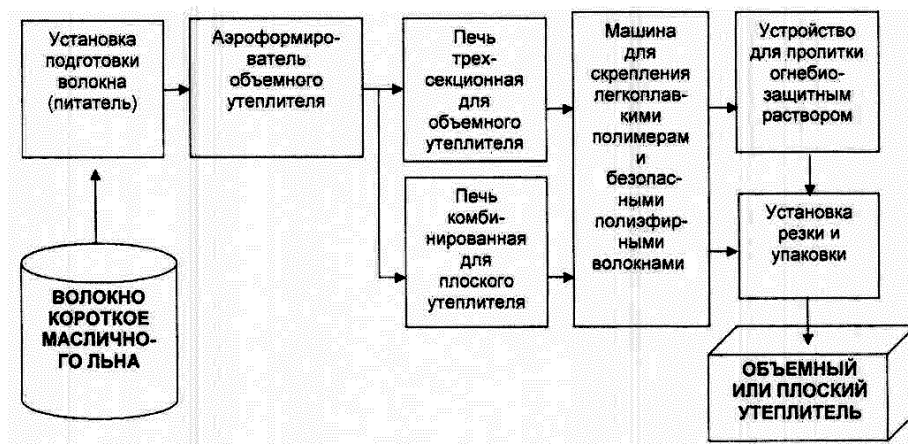 Установка
подготовки
волокна
(питатель)
Аэроформиро-
ватель
объемного
утеплителя
Печь
трех-
секционная
для
объемного
утеплителя
Печь
комби-
нированная
для
плоского
утеплителя
Машина
для
скрепления
легкоплав-
кими
полимерам
и
безопас-
ными
полиэфир-
ными
волокнами
Устройство
для пропитки
огнебио-
защитным
раствором
Установка
резки и
упаковки
ВОЛОКНО
КОРОТКОЕ
МАСЛИЧНО-
ГО ЛЬНА
ОБЪЕМНЫЙ
ИЛИ ПЛОСКИЙ
УТЕПЛИТЕЛЬ